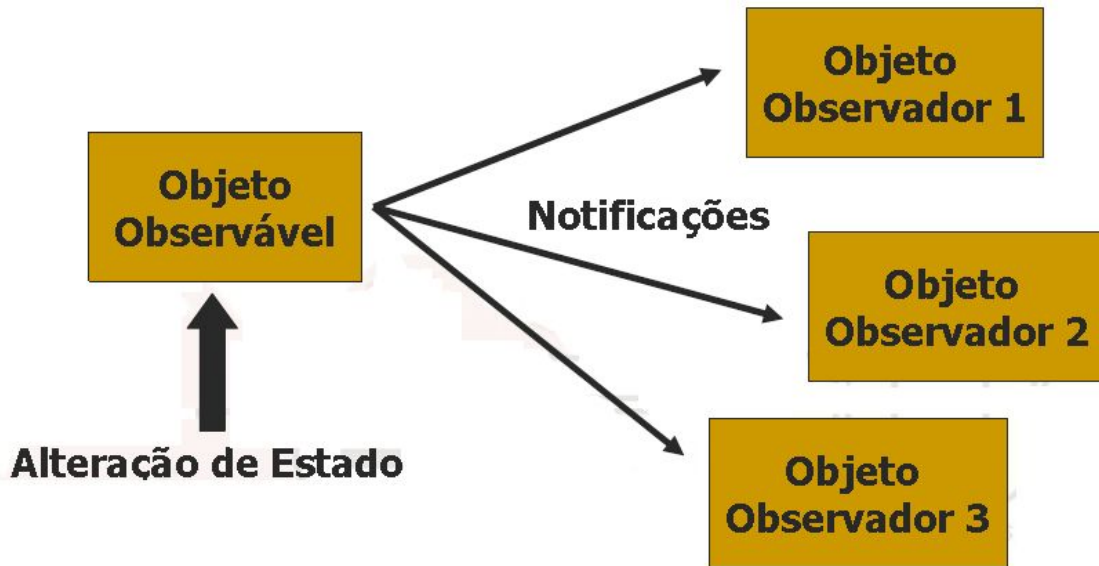 Objeto
Observável
Alteração de Estado
Notificações
Objeto
Observador 1
Objeto
Observador 2
Objeto
Observador 3